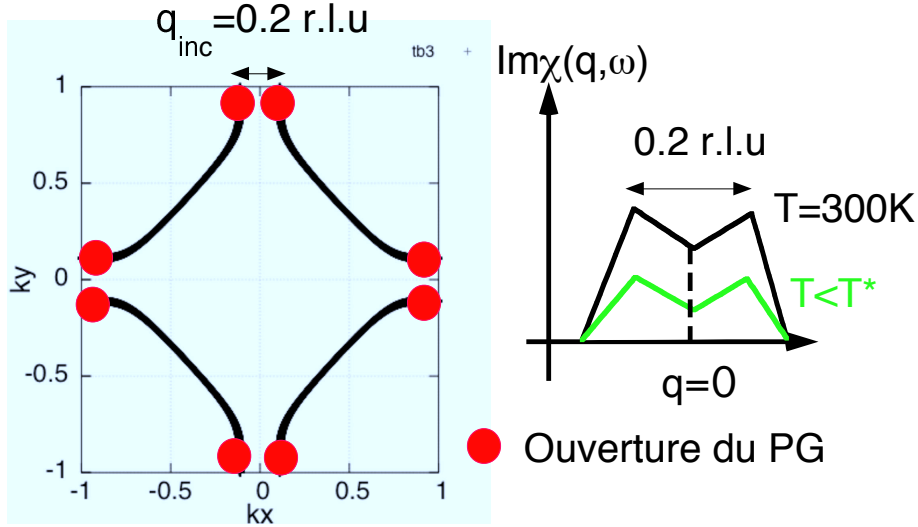 q_inc=0.2 r.l.u
tb3 +
1
0.5
0
-0.5
-1
ky
-1 -0.5 0 0.5 1
kx
Imχ(q,ω)
0.2 r.l.u
T=300K
T<T*
q=0
Ouverture du PG